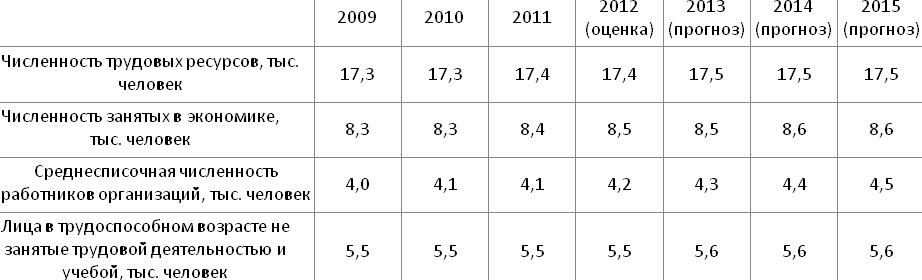 2009 2010 2011 2012 (оценка) 2013 (прогноз) 2014 (прогноз) 2015 (прогноз)
Численность трудовых ресурсов, тыс.
человек 17,3 17,3 17,4 17,4 17,5 17,5 17,5
Численность занятых в экономике,
тыс. человек 8,3 8,3 8,4 8,5 8,5 8,6 8,6
Среднесписочная численность
работников организаций, тыс. человек 4,0 4,1 4,1 4,2 4,3 4,4 4,5
Лица в трудоспособном возрасте не
занятые трудовой деятельностью и
учебой, тыс. человек 5,5 5,5 5,5 5,5 5,6 5,6 5,6